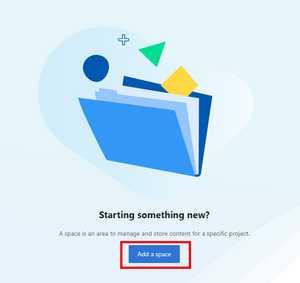 Starting something new?
A space is an area to manage and store content for a specific project.
Add a space